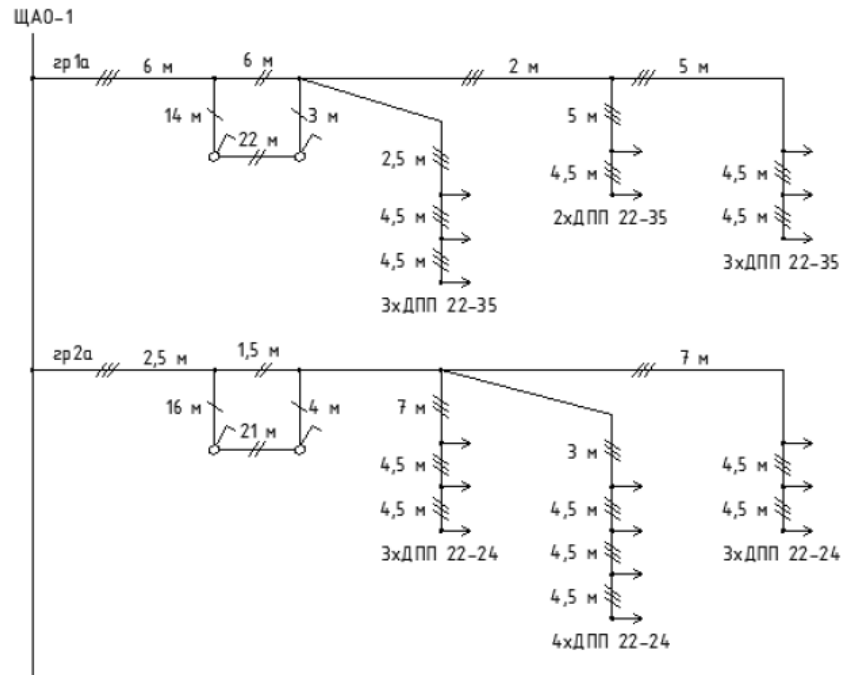 ЩАО-1
гр1а 6 м 6 м 2 м 5 м
14 м 3 м 5 м
22 м
2,5 м 4,5 м 4,5 м
4,5 м 2хДПП 22-35 4,5 м
4,5 м 3хДПП 22-35
3хДПП 22-35
гр2а 2,5 м 1,5 м 7 м
16 м 4 м 7 м
21 м 3 м
4,5 м 4,5 м 4,5 м
4,5 м 4,5 м 4,5 м
3хДПП 22-24 4,5 м 3хДПП 22-24
4хДПП 22-24